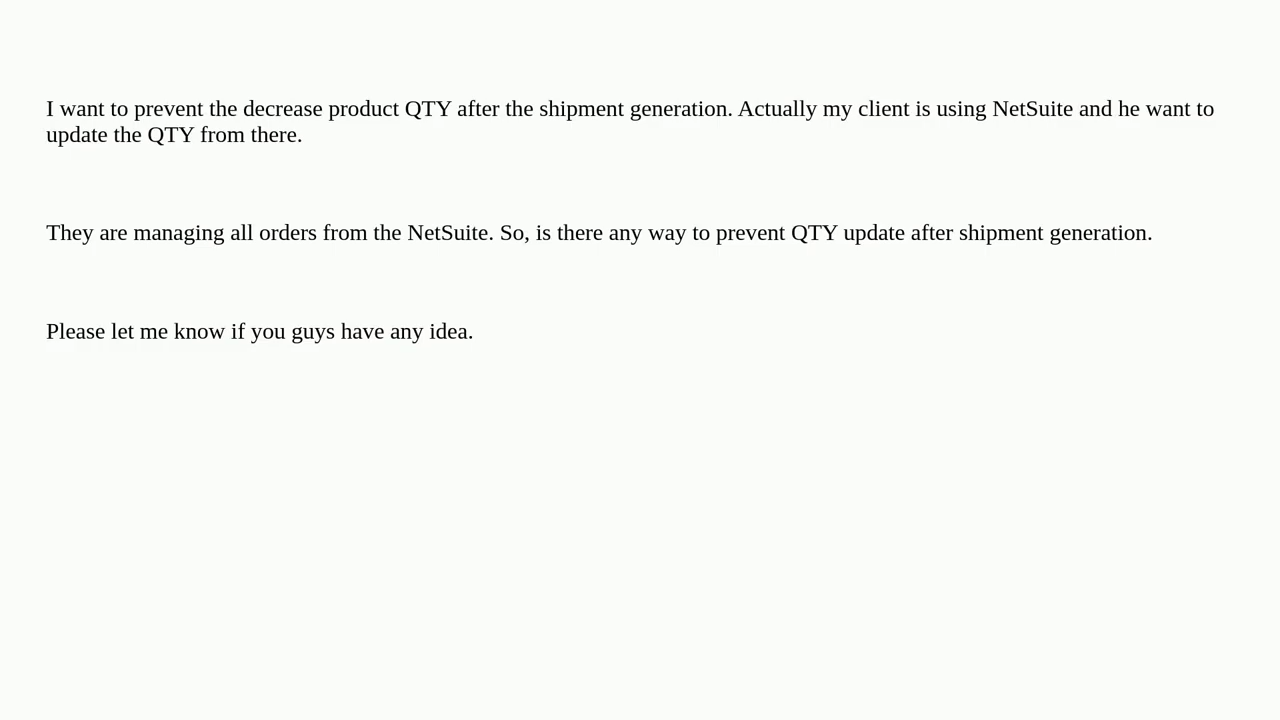 I want to prevent the decrease product QTY after the shipment generation. Actually my client is using NetSuite and he want to
update the QTY from there.
They are managing all orders from the NetSuite. So, is there any way to prevent QTY update after shipment generation.
Please let me know if you guys have any idea.